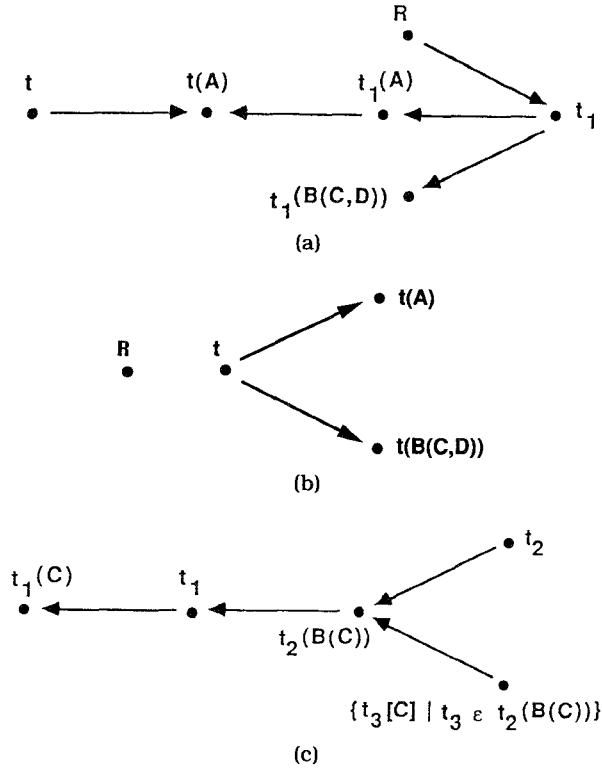 R
t t(A) t₁(A) t₁
t₁(B(C,D))
(a)
t(A)
R t
t(B(C,D))
(b)
t₂
t₁(C) t₁
t₂(B(C))
{t₃[C] | t₃ ε t₂(B(C))}
(c)